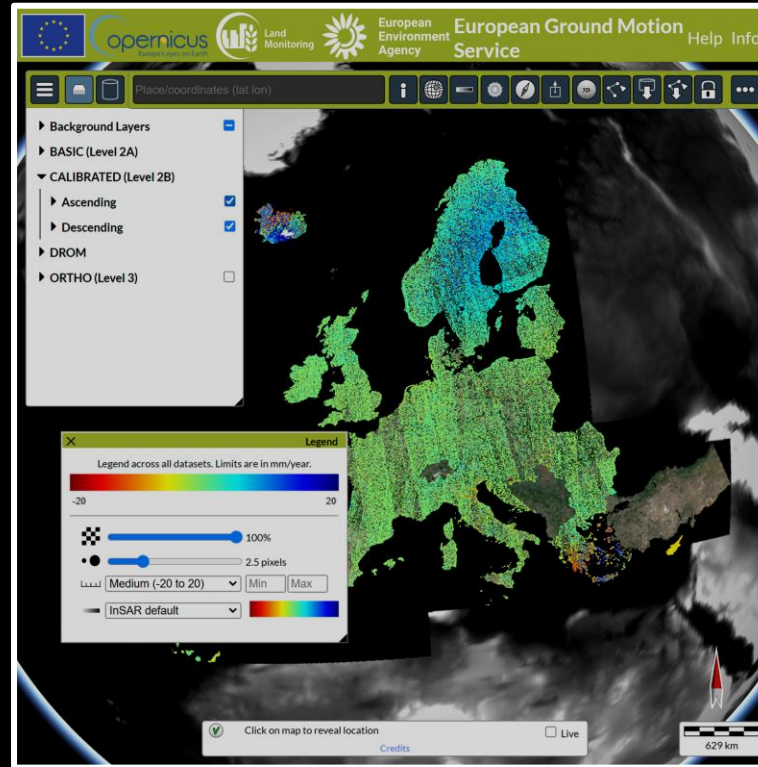 Copernicus
Europe's eyes on Earth
Land
Monitoring
European
Environment
Agency
European Ground Motion
Service
Help Info
Place/coordinates (lat lon)
3D
Background Layers
BASIC (Level 2A)
CALIBRATED (Level 2B)
Ascending
Descending
DROM
ORTHO (Level 3)
Legend
Legend across all datasets. Limits are in mm/year.
-20 20
100%
2.5 pixels
Medium (-20 to 20) Min Max
InSAR default
Click on map to reveal location Live
Credits
629 km